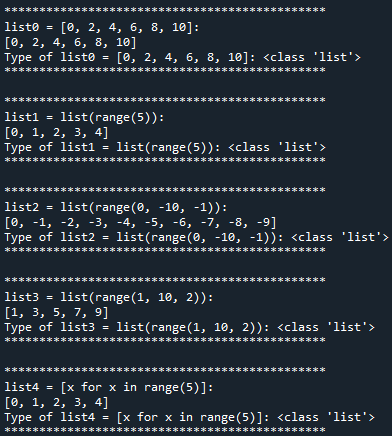 **********************************************
list0 = [0, 2, 4, 6, 8, 10]:
[0, 2, 4, 6, 8, 10]
Type of list0 = [0, 2, 4, 6, 8, 10]: <class 'list'>
**********************************************
**********************************************
list1 = list(range(5)):
[0, 1, 2, 3, 4]
Type of list1 = list(range(5)): <class 'list'>
**********************************************
**********************************************
list2 = list(range(0, -10, -1)):
[0, -1, -2, -3, -4, -5, -6, -7, -8, -9]
Type of list2 = list(range(0, -10, -1)): <class 'list'>
**********************************************
**********************************************
list3 = list(range(1, 10, 2)):
[1, 3, 5, 7, 9]
Type of list3 = list(range(1, 10, 2)): <class 'list'>
**********************************************
**********************************************
list4 = [x for x in range(5)]:
[0, 1, 2, 3, 4]
Type of list4 = [x for x in range(5)]: <class 'list'>
**********************************************